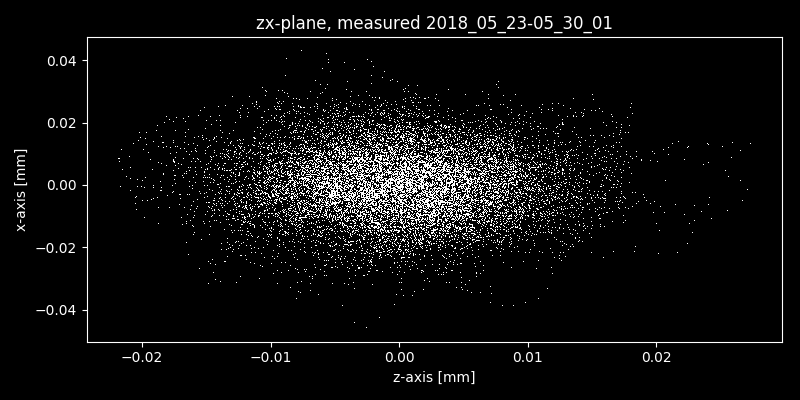 zx-plane, measured 2018_05_23-05_30_01
0.04
0.02
0.00
−0.02
−0.04
x-axis [mm]
−0.02 −0.01 0.00 0.01 0.02
z-axis [mm]